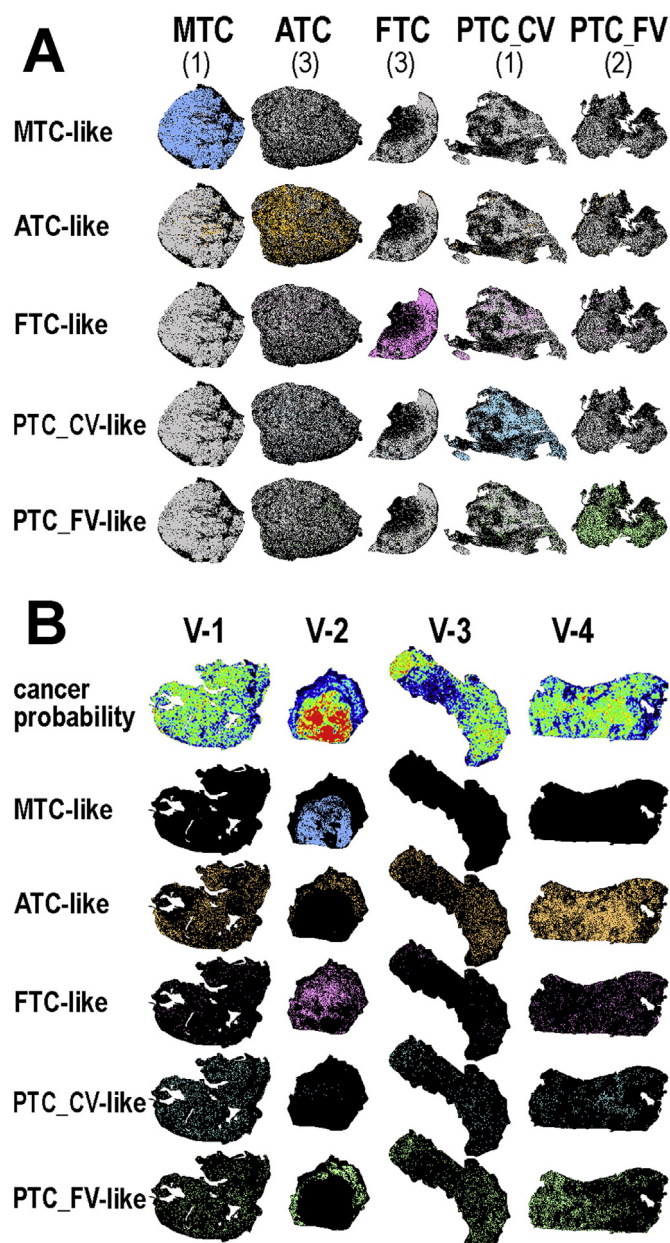 A
MTC ATC FTC PTC_CV PTC_FV
(1) (3) (3) (1) (2)
MTC-like
ATC-like
FTC-like
PTC_CV-like
PTC_FV-like
B
V-1 V-2 V-3 V-4
cancer
probability
MTC-like
ATC-like
FTC-like
PTC_CV-like
PTC_FV-like